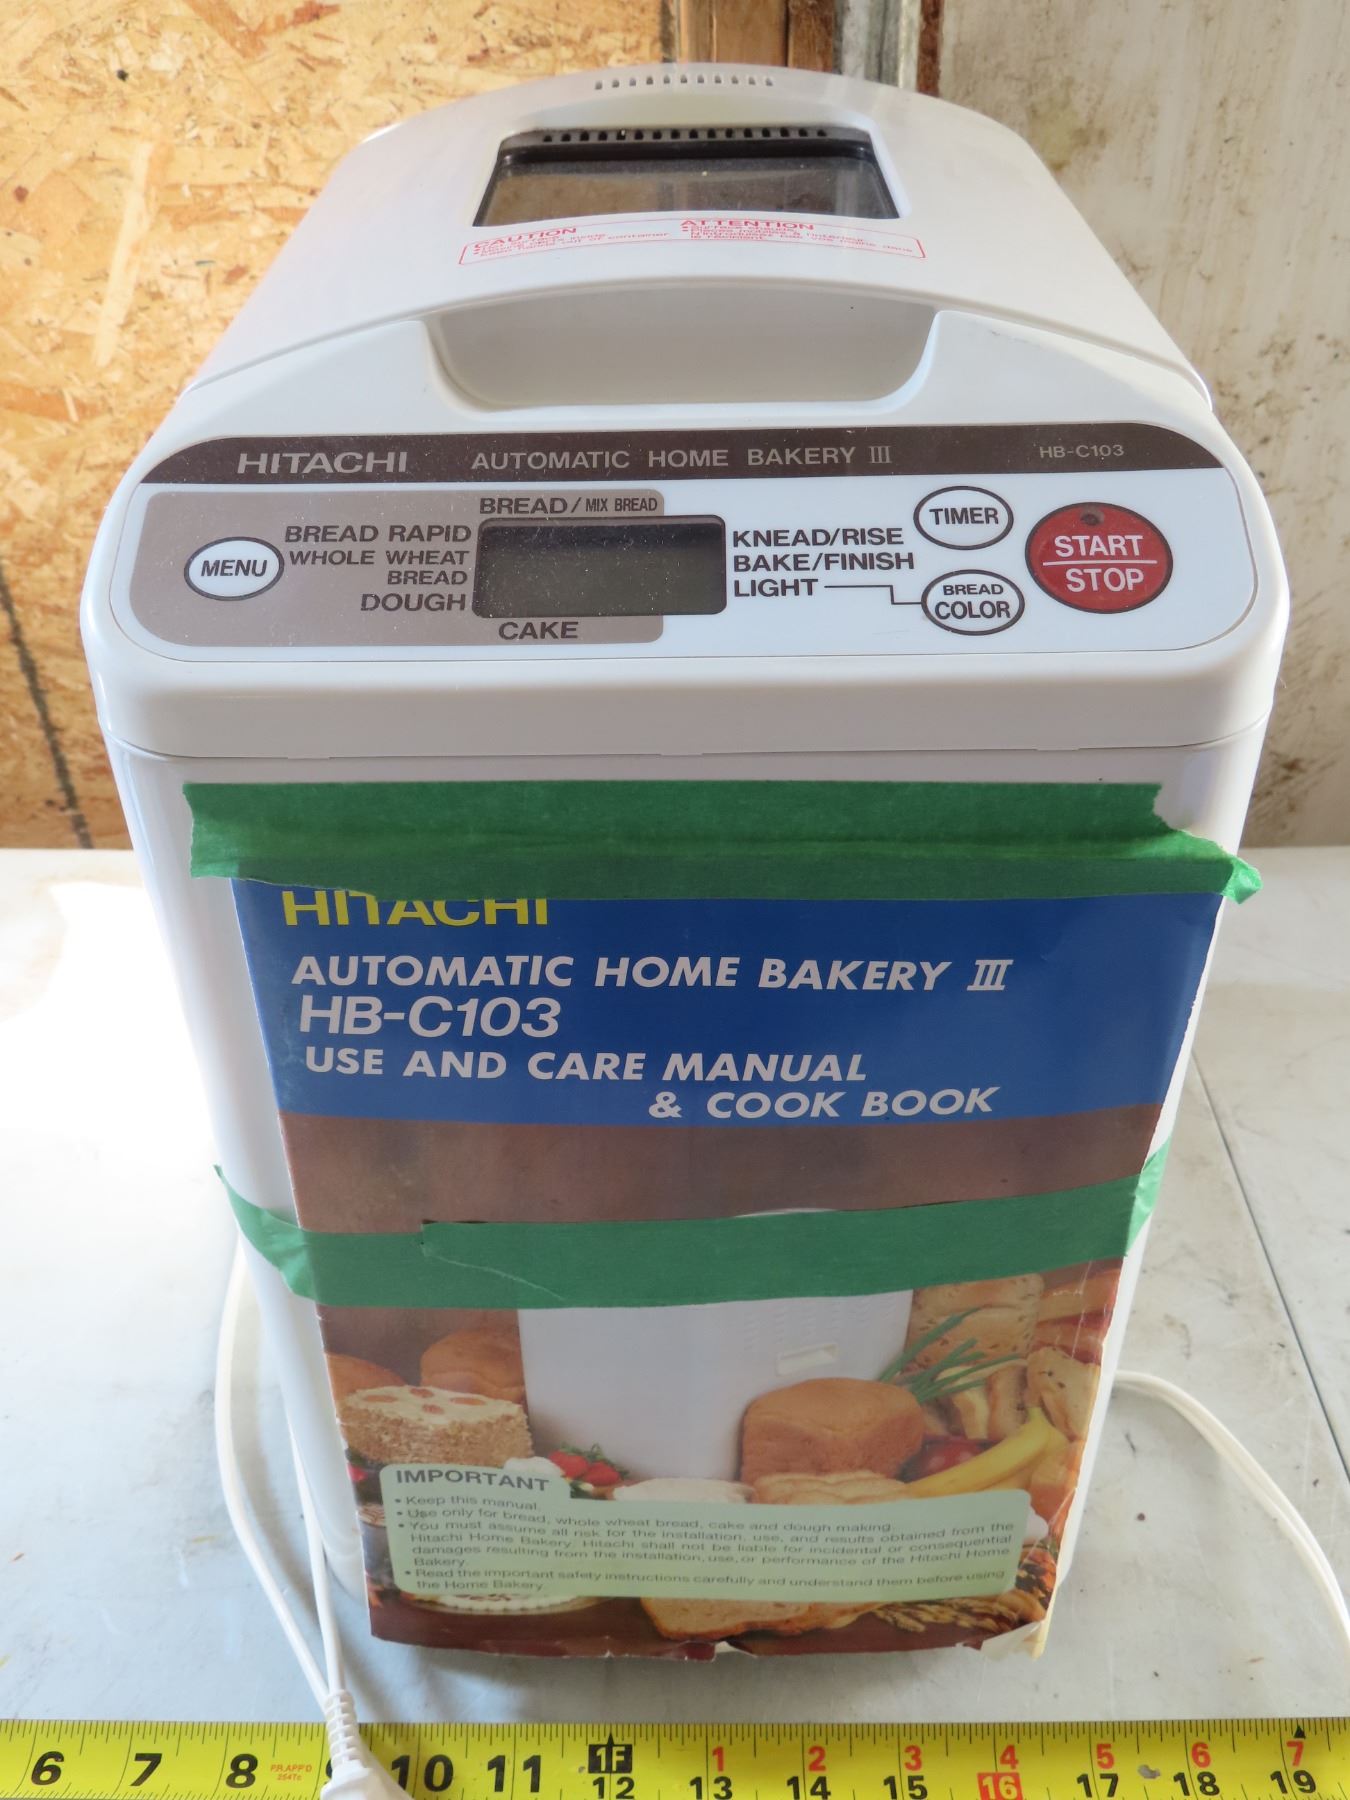 CAUTION
ATTENTION
HITACHI AUTOMATIC HOME BAKERY III HB-C103
BREAD / MIX BREAD
BREAD RAPID
WHOLE WHEAT
BREAD
DOUGH
CAKE
MENU
KNEAD/RISE
BAKE/FINISH
LIGHT
TIMER
BREAD
COLOR
START
STOP
HITACHI
AUTOMATIC HOME BAKERY III
HB-C103
USE AND CARE MANUAL
& COOK BOOK
IMPORTANT
• Keep this manual.
• Use only for bread, whole wheat bread, cake and dough making.
• You must assume all risk for the installation, use, and results obtained from the
Hitachi Home Bakery. Hitachi shall not be liable for incidental or consequential
damages resulting from the installation, use, or performance of the Hitachi Home
Bakery.
• Read the important safety instructions carefully and understand them before using
the Home Bakery.
1F 1 2 3 4 5 6 7
6 7 8 10 11 12 13 14 15 16 17 18 19